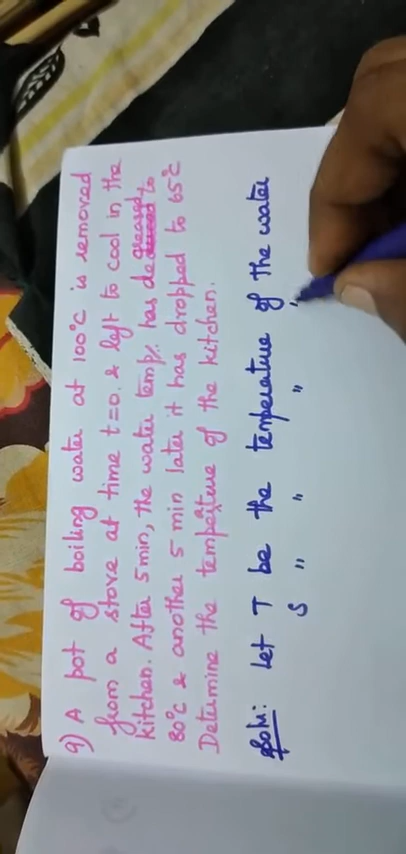 9) A pot of boiling water at 100°C is removed
from a stove at time t=0. & left to cool in the
kitchen. After 5min, the water temp/. has decreased to
80°C & another 5 min later it has dropped to 65°C
Determine the temperature of the kitchen.
Soln: Let T be the temperature of the water
S " " " "